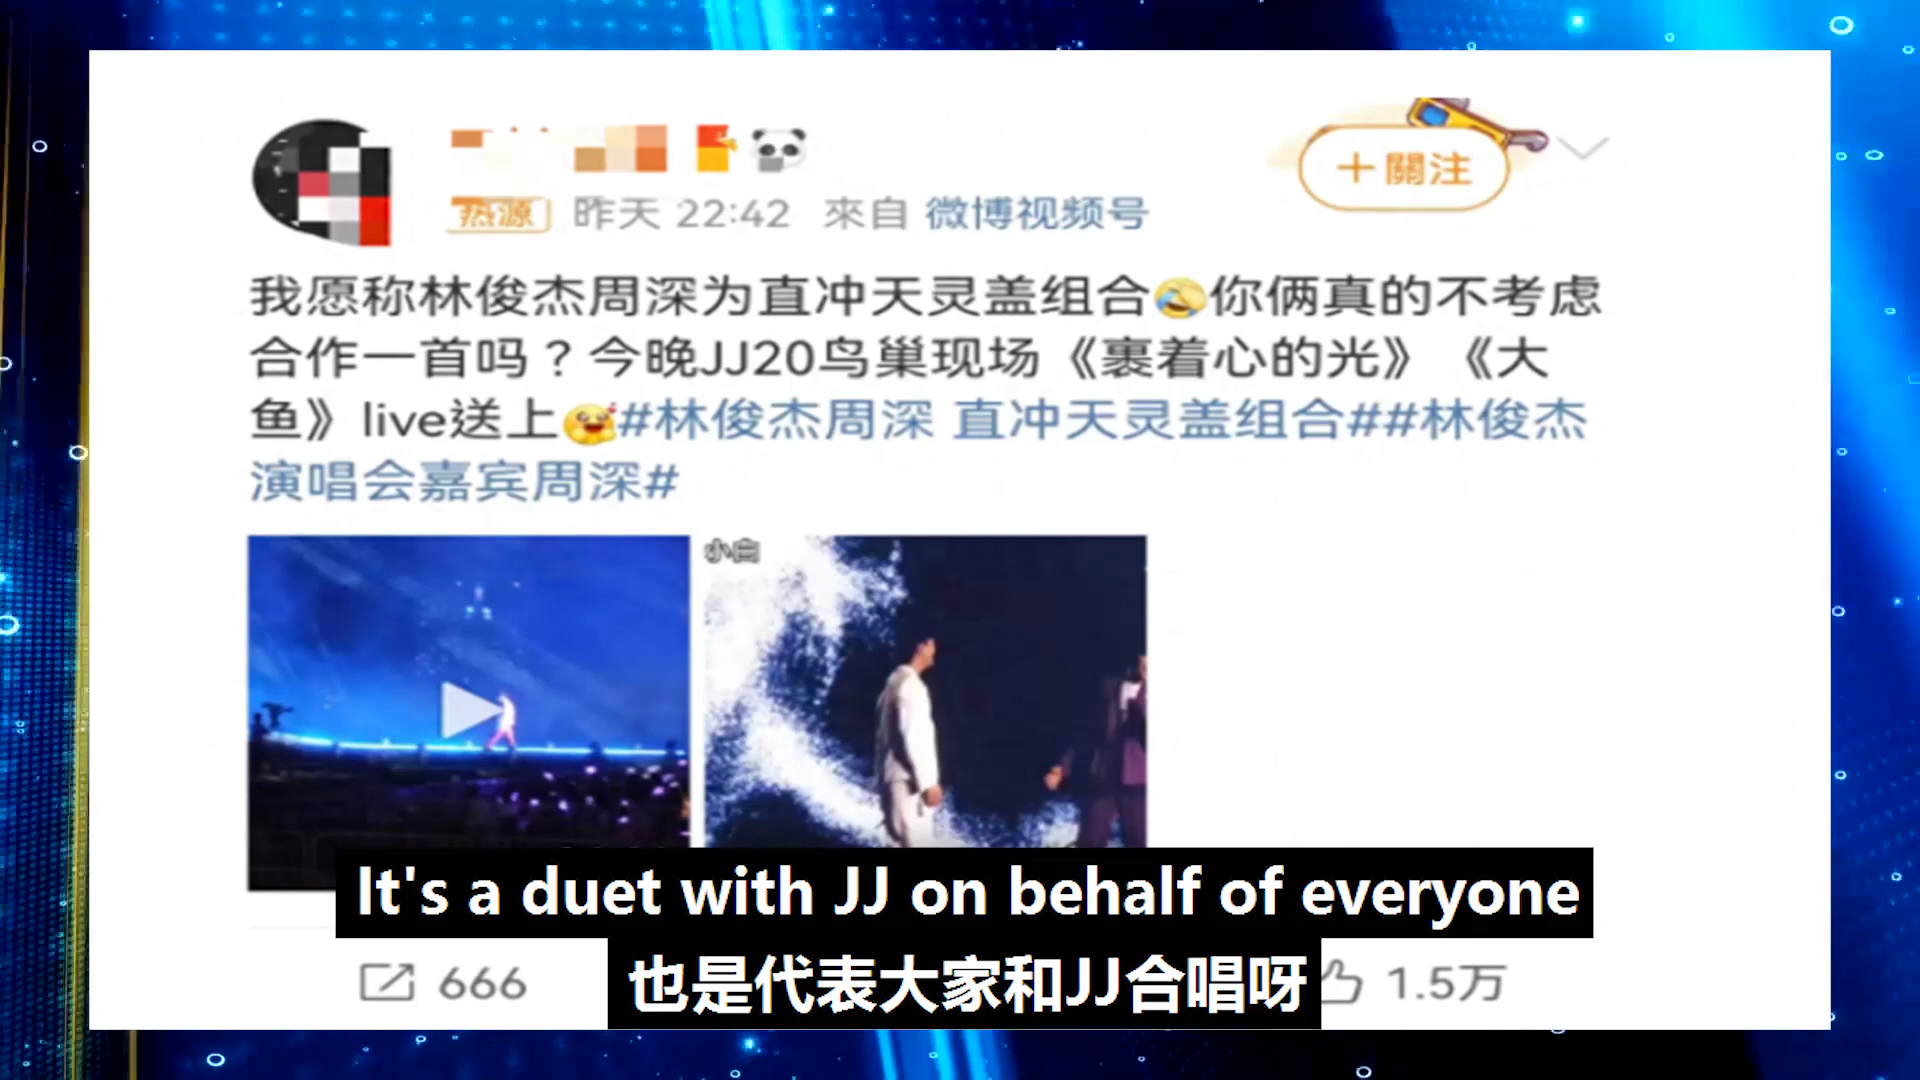 十關注
热源 昨天 22:42 來自 微博视频号
我愿称林俊杰周深为直冲天灵盖组合你俩真的不考虑
合作一首吗？今晚JJ20鸟巢现场《裹着心的光》《大
鱼》live送上#林俊杰周深 直冲天灵盖组合##林俊杰
演唱会嘉宾周深#
小白
It's a duet with JJ on behalf of everyone
666
也是代表大家和JJ合唱呀
1.5万